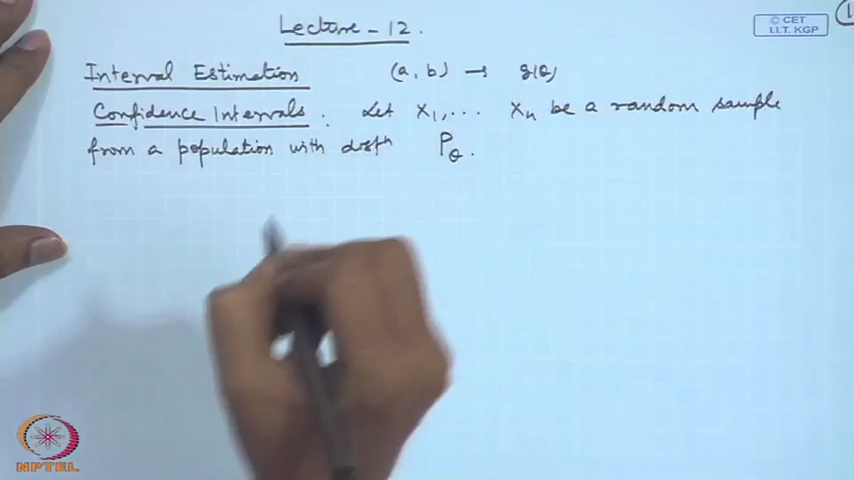 Lecture - 12.
© CET
I.I.T. KGP
Interval Estimation (a, b) → g(θ)
Confidence Intervals : Let X₁, ... Xₙ be a random sample
from a population with distⁿ P_θ.
NPTEL